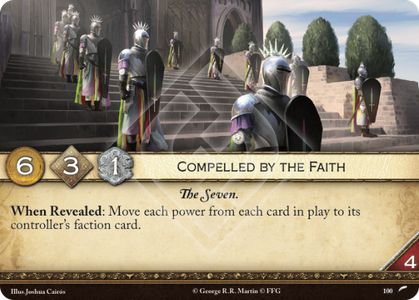 6 3 1 COMPELLED BY THE FAITH
The Seven.
When Revealed: Move each power from each card in play to its
controller's faction card.
4
Illus Joshua Cairós © George R.R. Martin © FFG 100